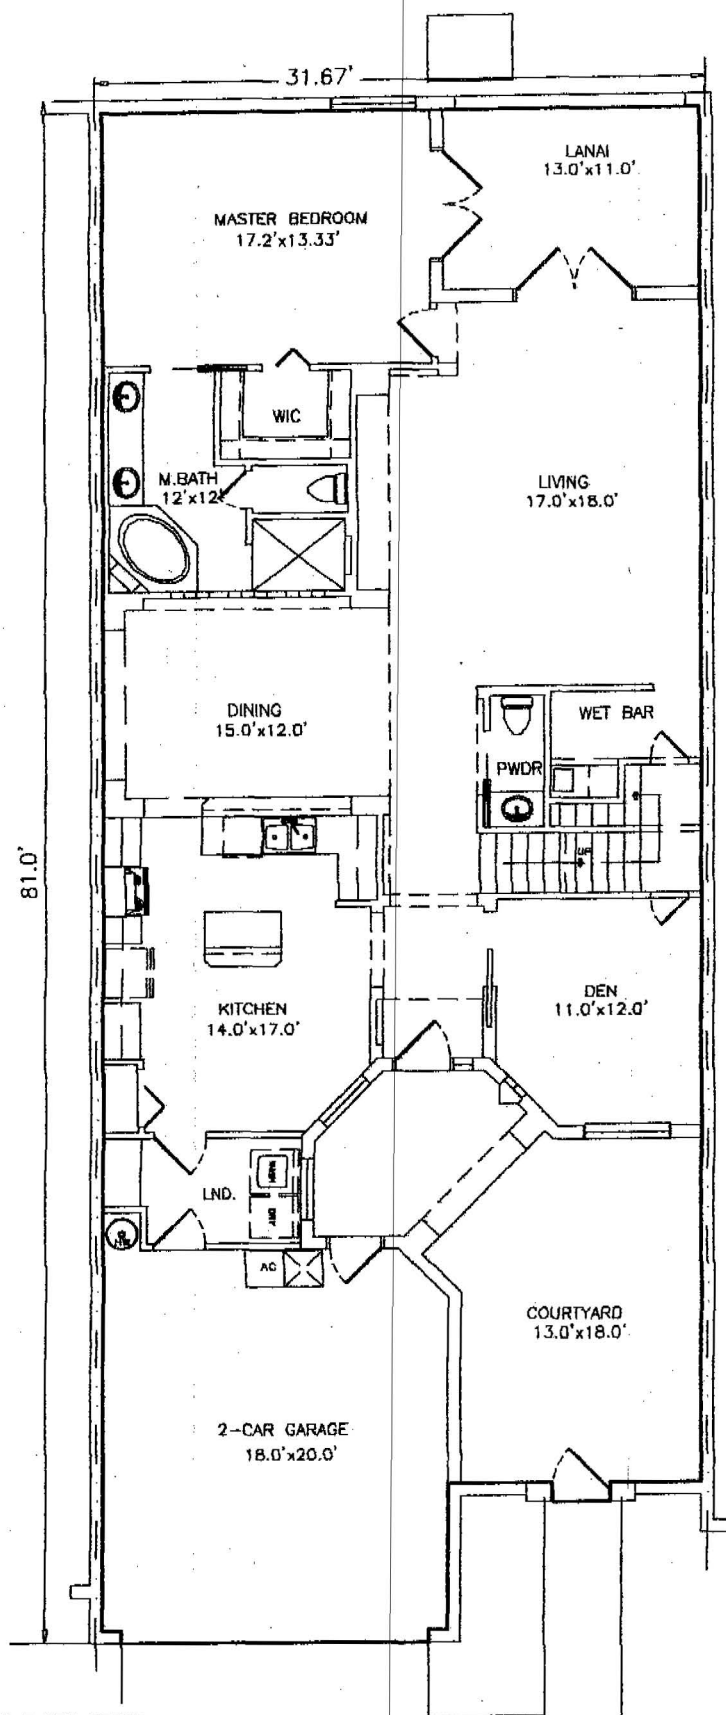 31.67'
LANAI
13.0'x11.0'
MASTER BEDROOM
17.2'x13.33'
WIC
M.BATH
12'x12'
LIVING
17.0'x18.0'
DINING
15.0'x12.0'
WET BAR
PWDR
UP
81.0'
KITCHEN
14.0'x17.0'
DEN
11.0'x12.0'
LND.
WASH
DRY
AC
COURTYARD
13.0'x18.0'
2-CAR GARAGE
18.0'x20.0'